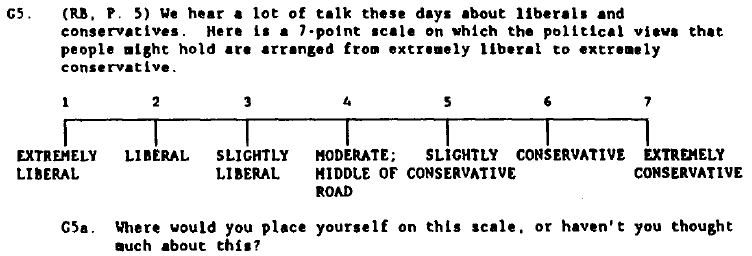 G5. (RB, P. 5) We hear a lot of talk these days about liberals and
conservatives. Here is a 7-point scale on which the political views that
people might hold are arranged from extremely liberal to extremely
conservative.
1 2 3 4 5 6 7
EXTREMELY LIBERAL SLIGHTLY MODERATE; SLIGHTLY CONSERVATIVE EXTREMELY
LIBERAL LIBERAL MIDDLE OF CONSERVATIVE CONSERVATIVE
ROAD
G5a. Where would you place yourself on this scale, or haven't you thought
much about this?